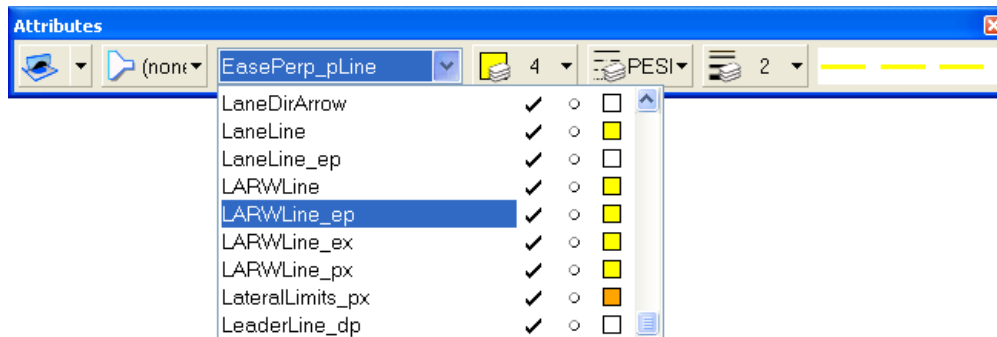 Attributes
(none EasePerp_pLine 4 PESI 2
LaneDirArrow
LaneLine
LaneLine_ep
LARWLine
LARWLine_ep
LARWLine_ex
LARWLine_px
LateralLimits_px
LeaderLine_dp